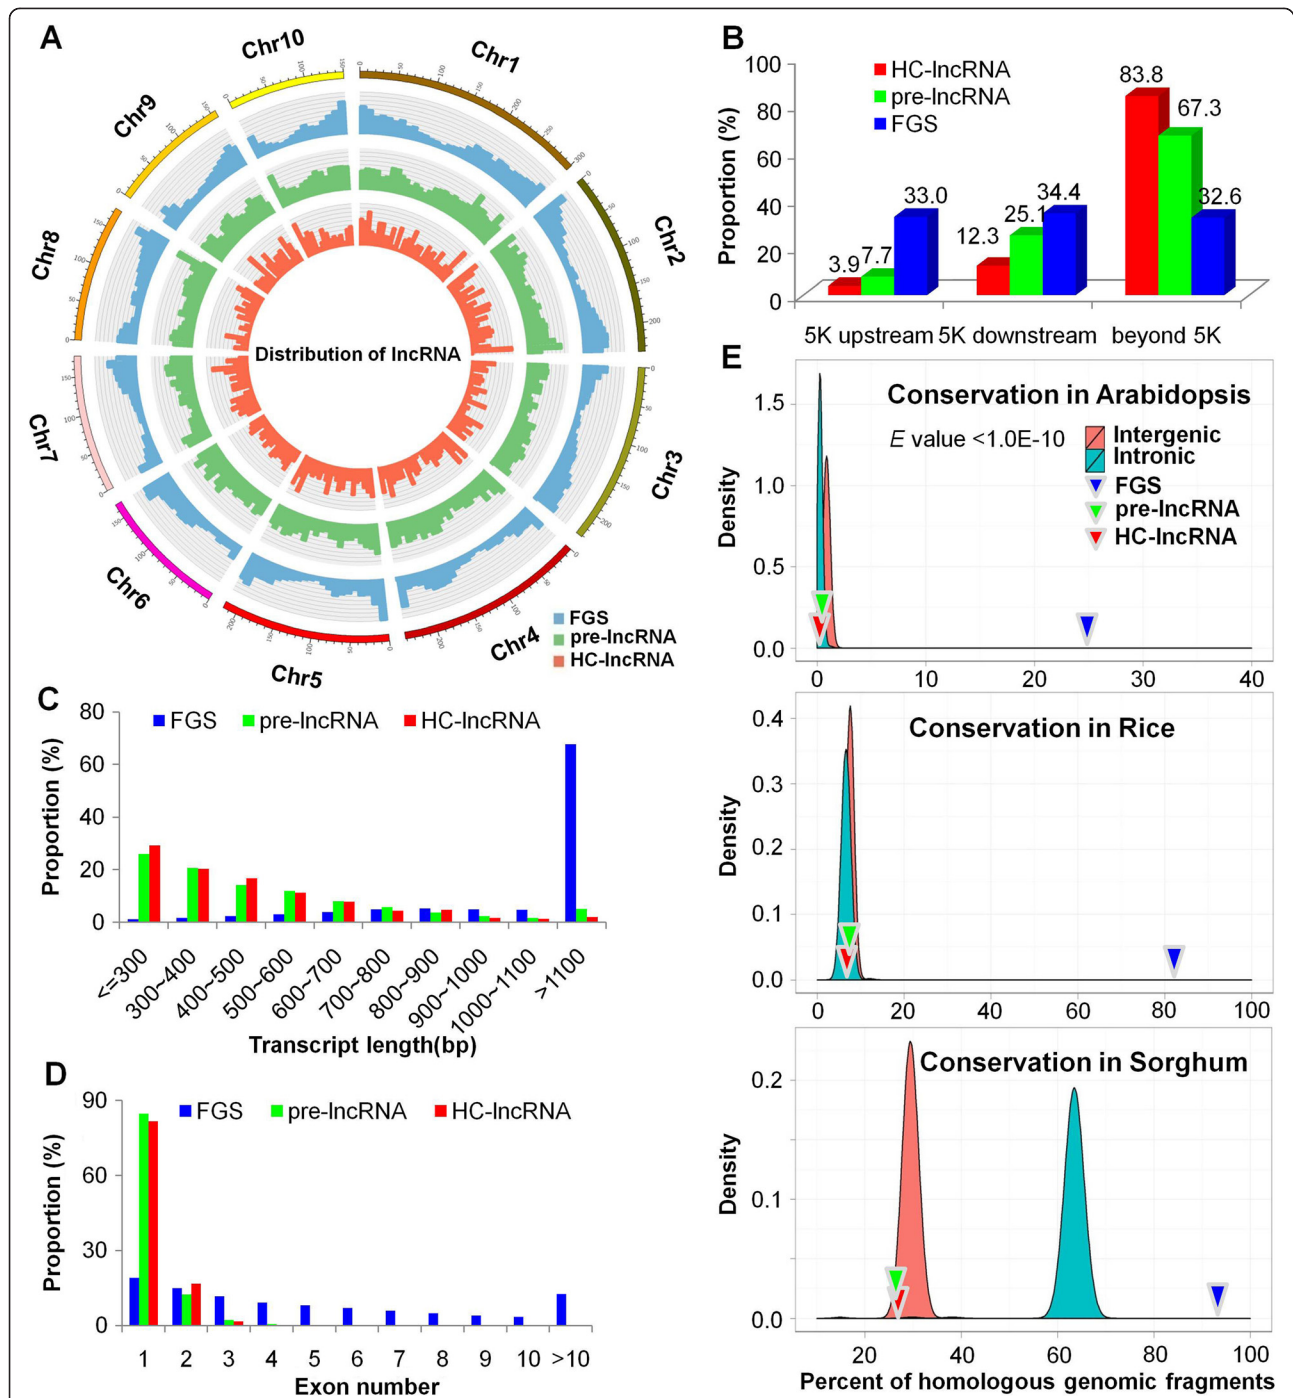 A
Chr1
Chr2
Chr3
Chr4
Chr5
Chr6
Chr7
Chr8
Chr9
Chr10
Distribution of lncRNA
FGS
pre-lncRNA
HC-lncRNA
B
Proportion (%)
100
80
60
40
20
0
HC-lncRNA
pre-lncRNA
FGS
3.9
7.7
33.0
12.3
25.1
34.4
83.8
67.3
32.6
5K upstream 5K downstream beyond 5K
C
Proportion (%)
80
60
40
20
0
FGS pre-lncRNA HC-lncRNA
<=300
300~400
400~500
500~600
600~700
700~800
800~900
900~1000
1000~1100
>1100
Transcript length(bp)
D
Proportion (%)
90
60
30
0
FGS pre-lncRNA HC-lncRNA
1 2 3 4 5 6 7 8 9 10 >10
Exon number
E
Conservation in Arabidopsis
E value <1.0E-10
Intergenic
Intronic
FGS
pre-lncRNA
HC-lncRNA
Density
1.5
1.0
0.5
0.0
0 10 20 30 40
Conservation in Rice
Density
0.4
0.3
0.2
0.1
0.0
0 20 40 60 80 100
Conservation in Sorghum
Density
0.2
0.1
0.0
20 40 60 80 100
Percent of homologous genomic fragments